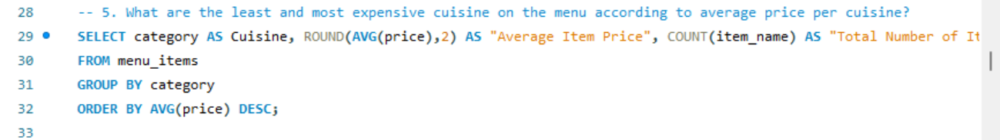 28 -- 5. What are the least and most expensive cuisine on the menu according to average price per cuisine?
29 SELECT category AS Cuisine, ROUND(AVG(price),2) AS "Average Item Price", COUNT(item_name) AS "Total Number of It
30 FROM menu_items
31 GROUP BY category
32 ORDER BY AVG(price) DESC;
33